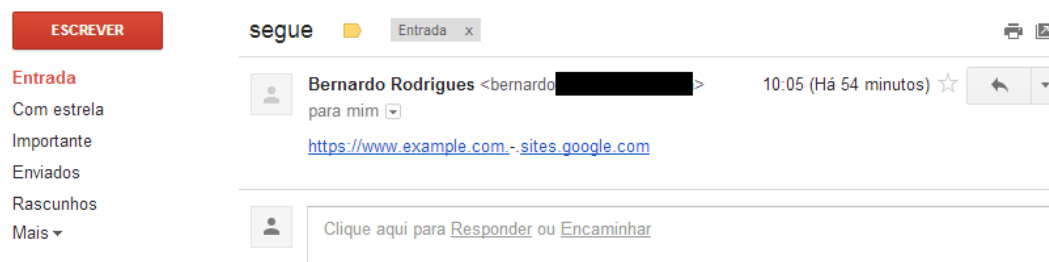 ESCREVER
segue Entrada x
Entrada
Com estrela
Importante
Enviados
Rascunhos
Mais
Bernardo Rodrigues <bernardo > 10:05 (Há 54 minutos)
para mim
https://www.example.com.-.sites.google.com
Clique aqui para Responder ou Encaminhar